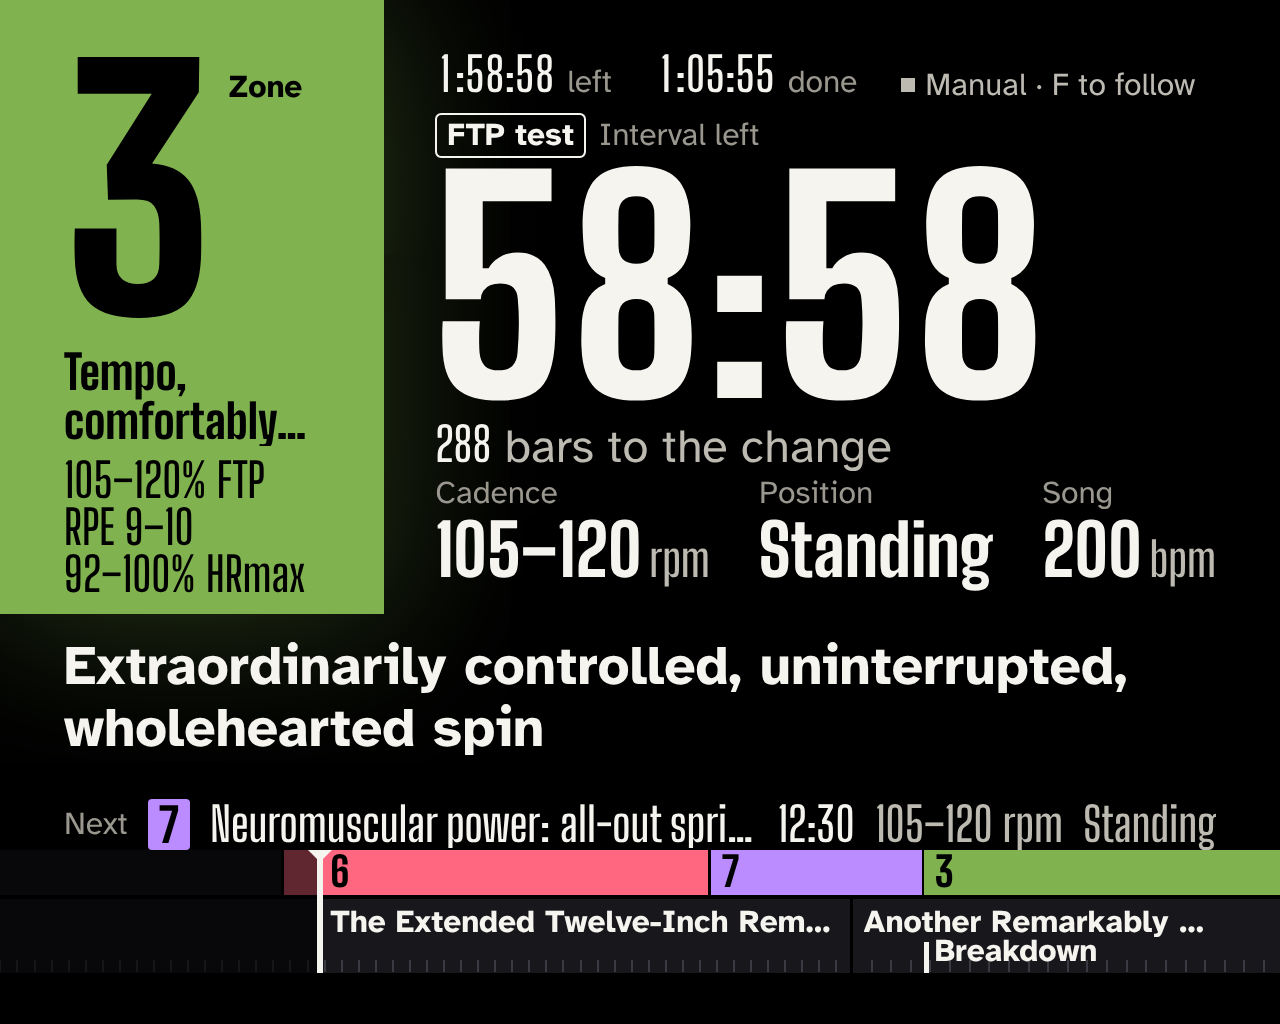 3 Zone
Tempo,
comfortably...
105–120% FTP
RPE 9–10
92–100% HRmax
1:58:58 left 1:05:55 done Manual · F to follow
FTP test Interval left
58:58
288 bars to the change
Cadence Position Song
105–120 rpm Standing 200 bpm
Extraordinarily controlled, uninterrupted,
wholehearted spin
Next 7 Neuromuscular power: all-out spri... 12:30 105–120 rpm Standing
6 7 3
The Extended Twelve-Inch Rem... Another Remarkably ...
Breakdown